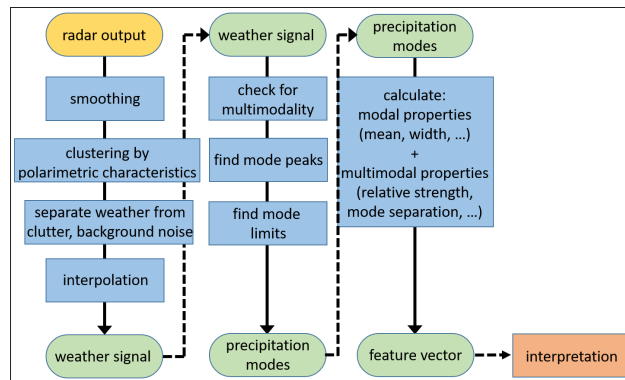 radar output
smoothing
clustering by
polarimetric characteristics
separate weather from
clutter, background noise
interpolation
weather signal
weather signal
check for
multimodality
find mode peaks
find mode
limits
precipitation
modes
precipitation
modes
calculate:
modal properties
(mean, width, ...)
+
multimodal properties
(relative strength,
mode separation, ...)
feature vector
interpretation